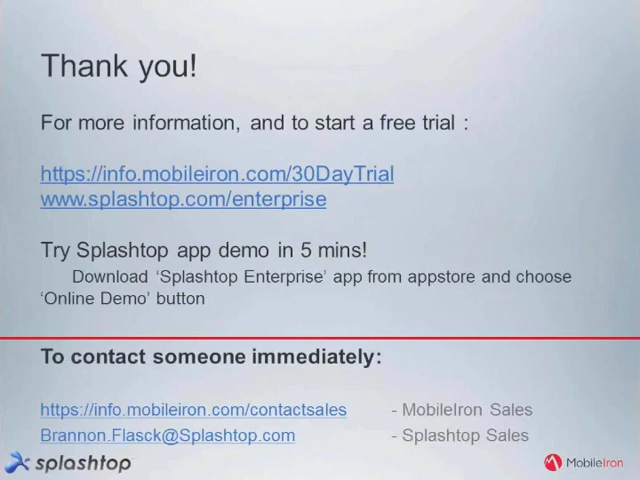 Thank you!
For more information, and to start a free trial :
https://info.mobileiron.com/30DayTrial
www.splashtop.com/enterprise
Try Splashtop app demo in 5 mins!
Download ‘Splashtop Enterprise’ app from appstore and choose
‘Online Demo’ button
To contact someone immediately:
https://info.mobileiron.com/contactsales - MobileIron Sales
Brannon.Flasck@Splashtop.com - Splashtop Sales
splashtop MobileIron